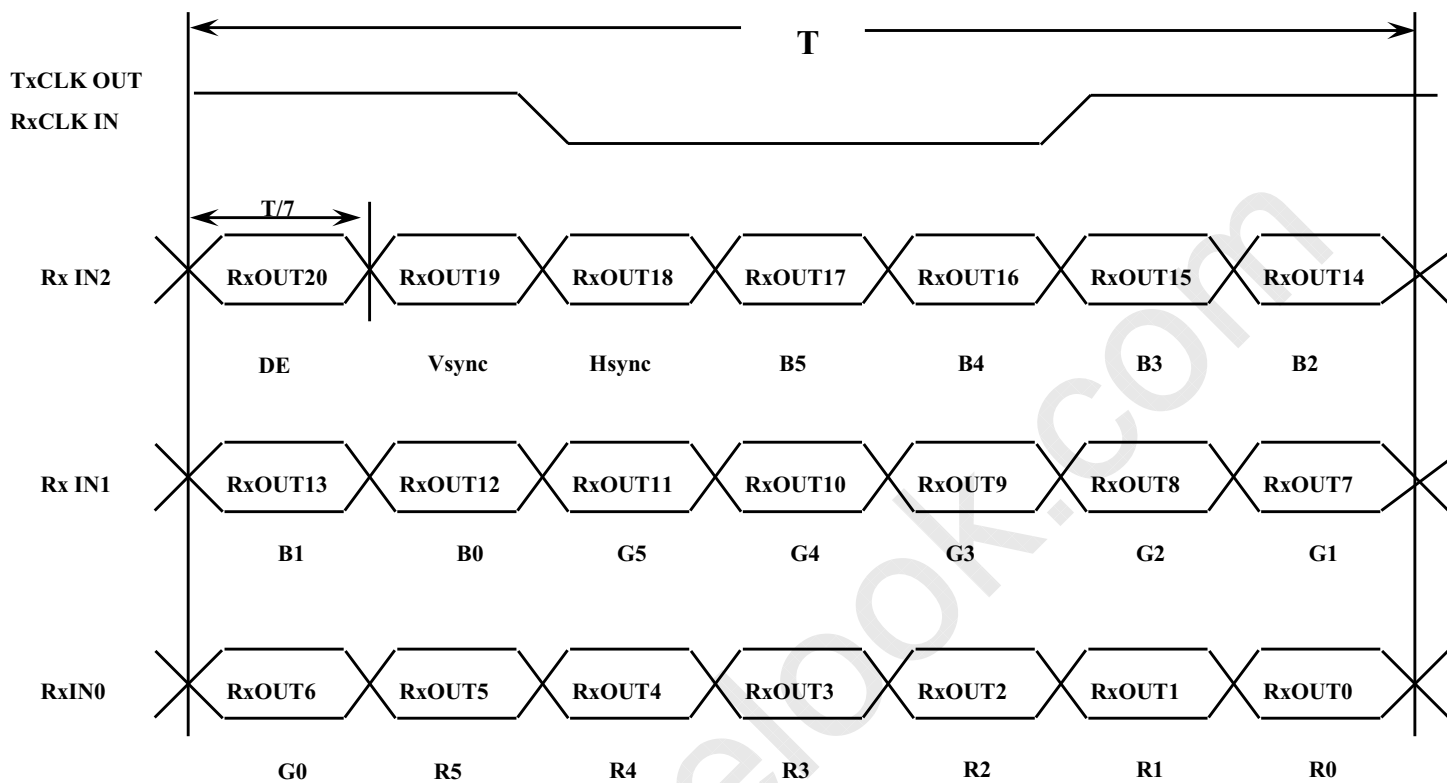 T
TxCLK OUT
RxCLK IN
T/7
Rx IN2 RxOUT20 RxOUT19 RxOUT18 RxOUT17 RxOUT16 RxOUT15 RxOUT14
DE Vsync Hsync B5 B4 B3 B2
Rx IN1 RxOUT13 RxOUT12 RxOUT11 RxOUT10 RxOUT9 RxOUT8 RxOUT7
B1 B0 G5 G4 G3 G2 G1
RxIN0 RxOUT6 RxOUT5 RxOUT4 RxOUT3 RxOUT2 RxOUT1 RxOUT0
G0 R5 R4 R3 R2 R1 R0
elook.com